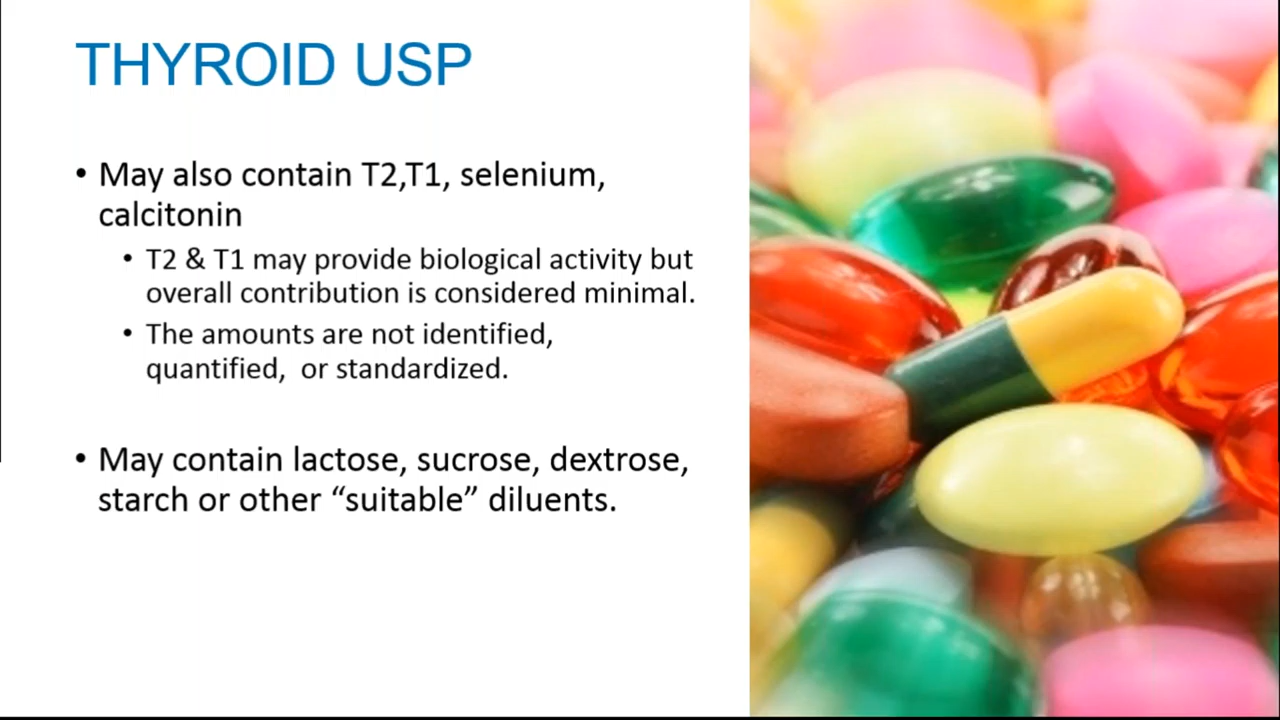 THYROID USP
• May also contain T2,T1, selenium,
calcitonin
• T2 & T1 may provide biological activity but
overall contribution is considered minimal.
• The amounts are not identified,
quantified,  or standardized.
• May contain lactose, sucrose, dextrose,
starch or other “suitable” diluents.